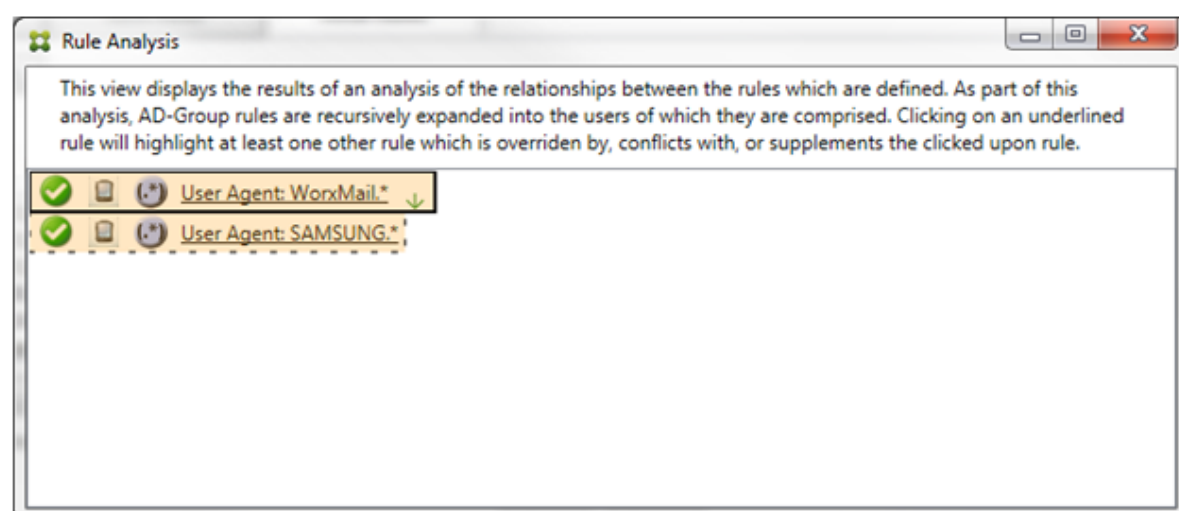 Rule Analysis
This view displays the results of an analysis of the relationships between the rules which are defined. As part of this
analysis, AD-Group rules are recursively expanded into the users of which they are comprised. Clicking on an underlined
rule will highlight at least one other rule which is overriden by, conflicts with, or supplements the clicked upon rule.
(.*) User Agent: WorxMail.*
(.*) User Agent: SAMSUNG.*